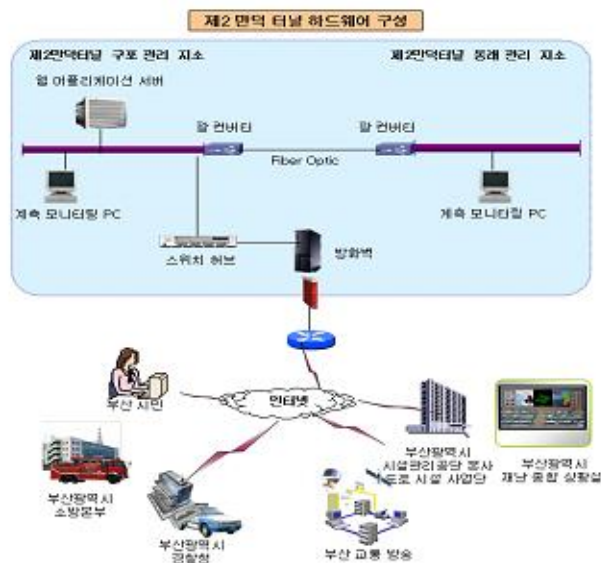 제2 만덕 터널 하드웨어 구성
제2만덕터널 구포 관리 지소
제2만덕터널 동래 관리 지소
웹 어플리케이션 서버
광 컨버터
광 컨버터
Fiber Optic
계측 모니터링 PC
계측 모니터링 PC
스위치 허브
방화벽
인터넷
부산 시민
부산광역시
소방본부
부산광역시
경찰청
부산 교통 방송
부산광역시
시설관리공단 본사
도로 시설 사업단
부산광역시
재난 종합 상황실